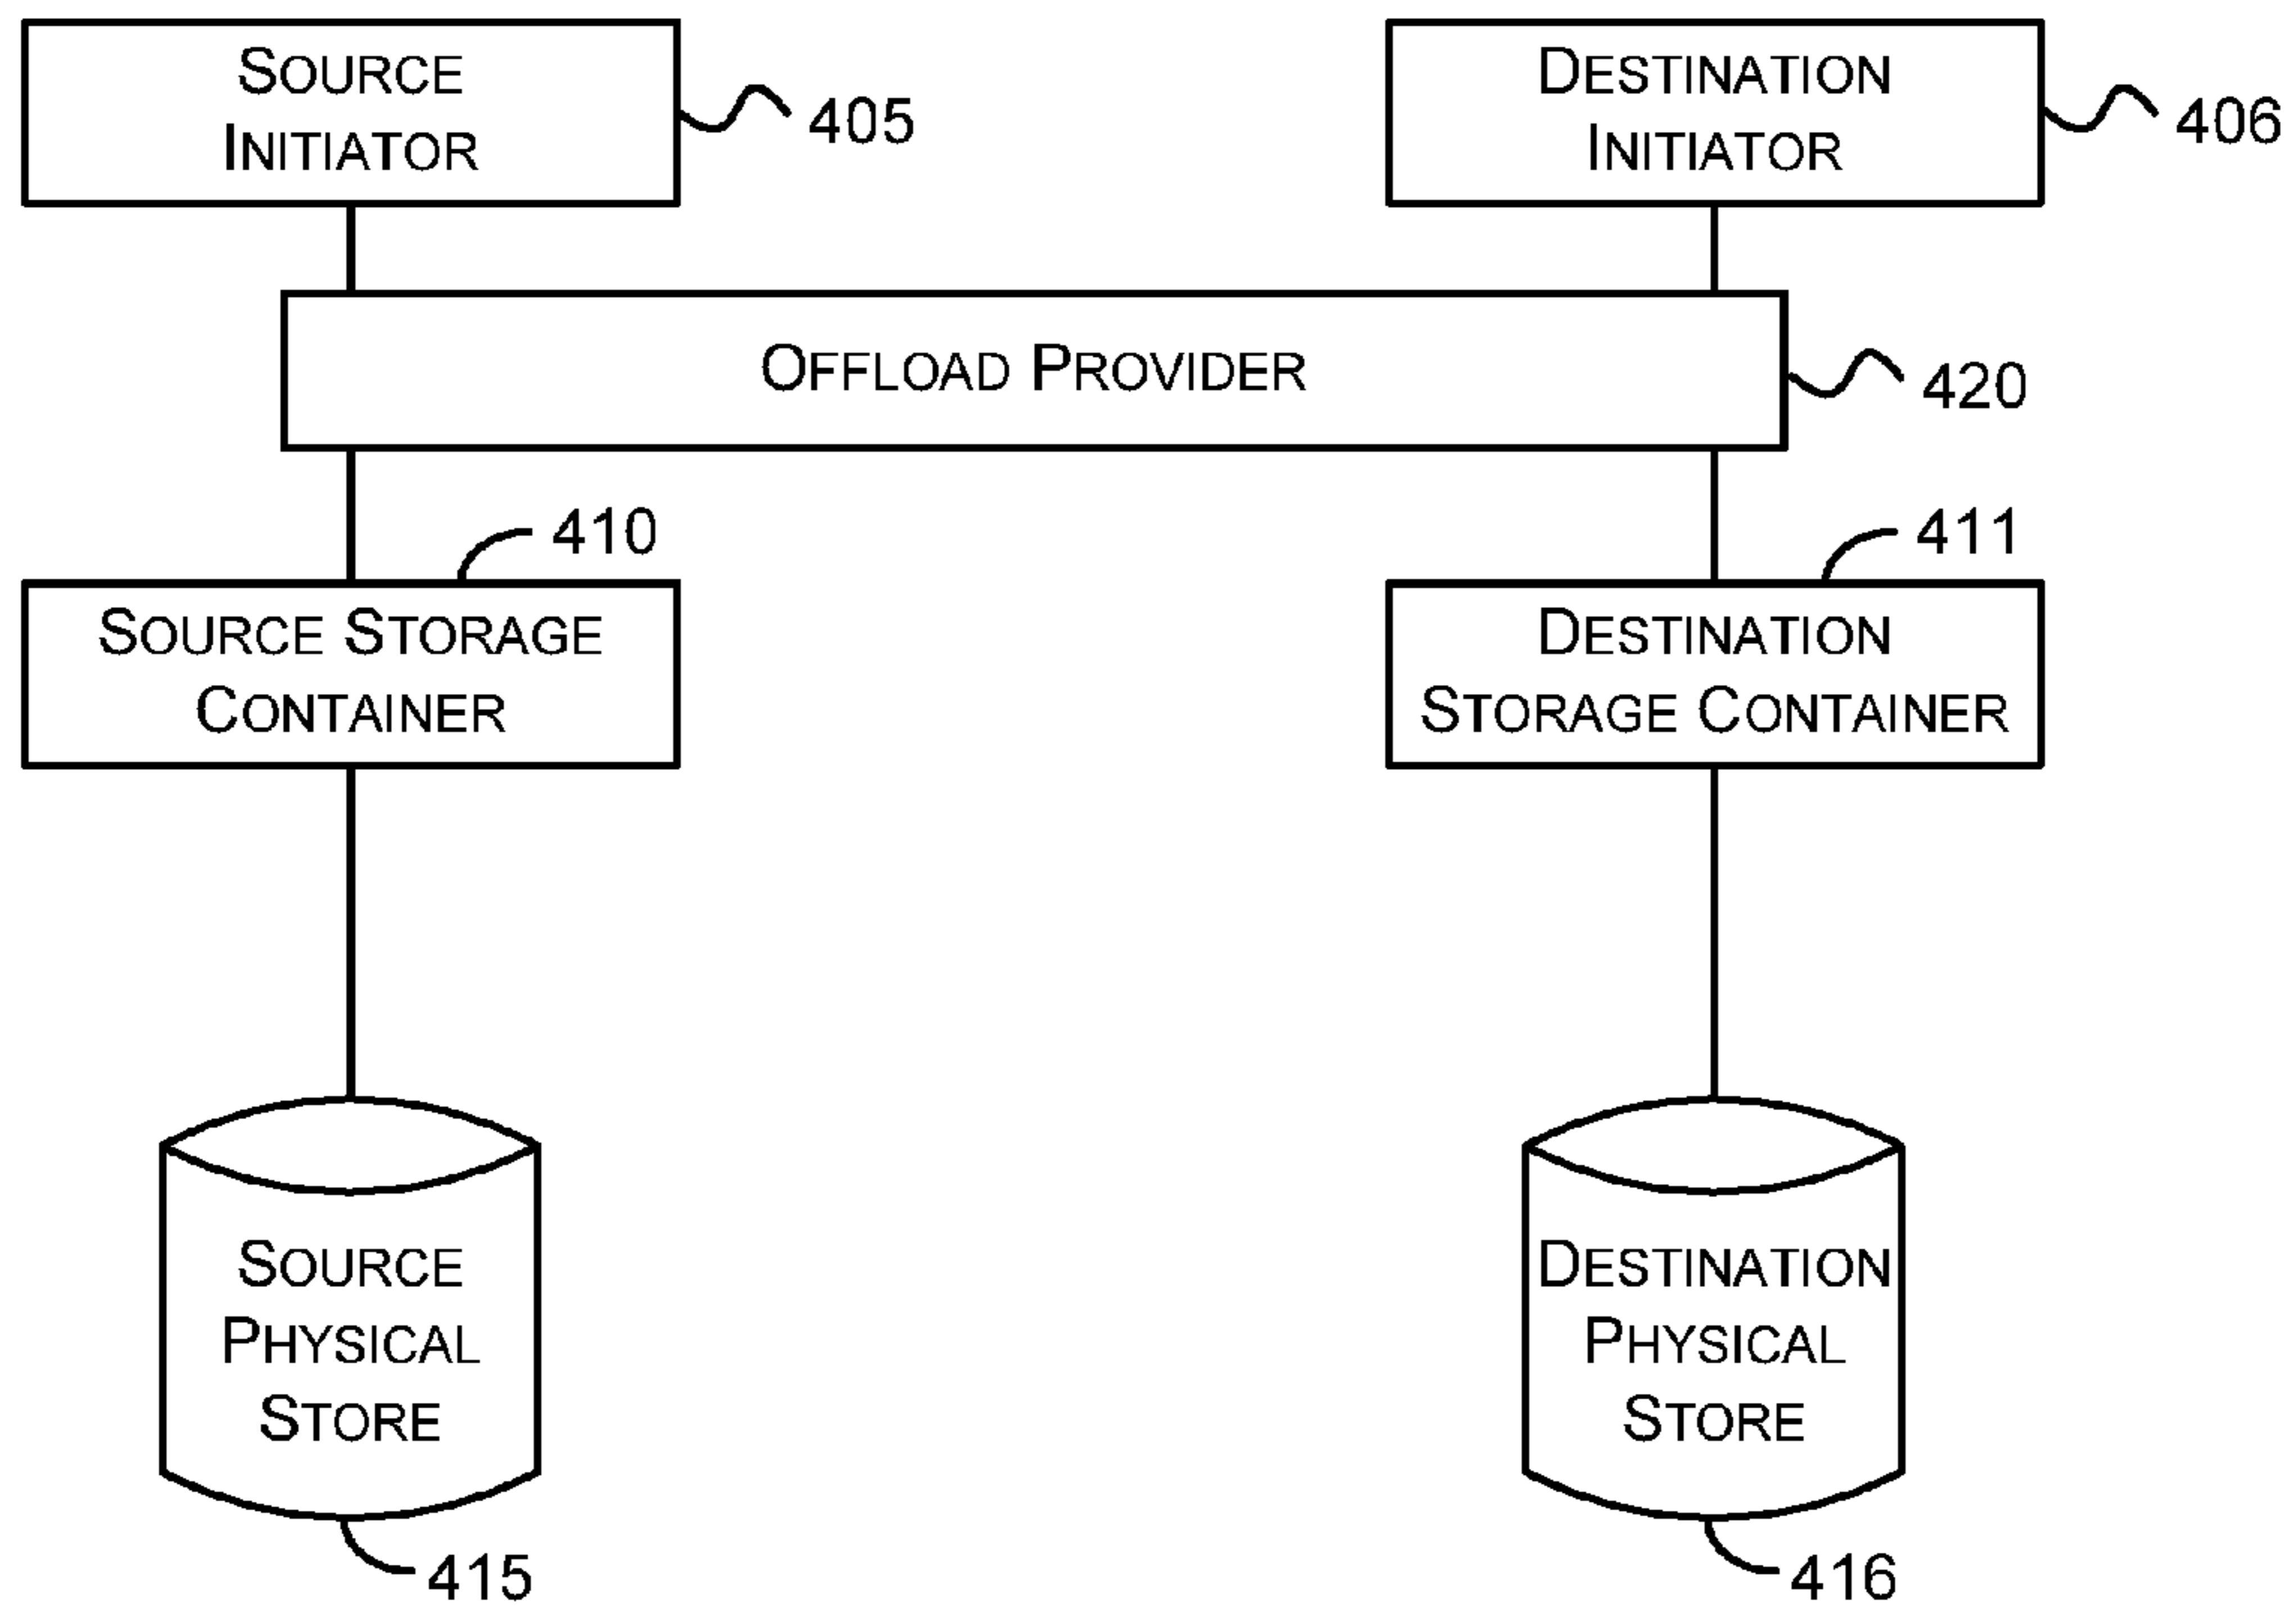 SOURCE
INITIATOR
405
DESTINATION
INITIATOR
406
OFFLOAD PROVIDER
420
410
SOURCE STORAGE
CONTAINER
411
DESTINATION
STORAGE CONTAINER
SOURCE
PHYSICAL
STORE
415
DESTINATION
PHYSICAL
STORE
416